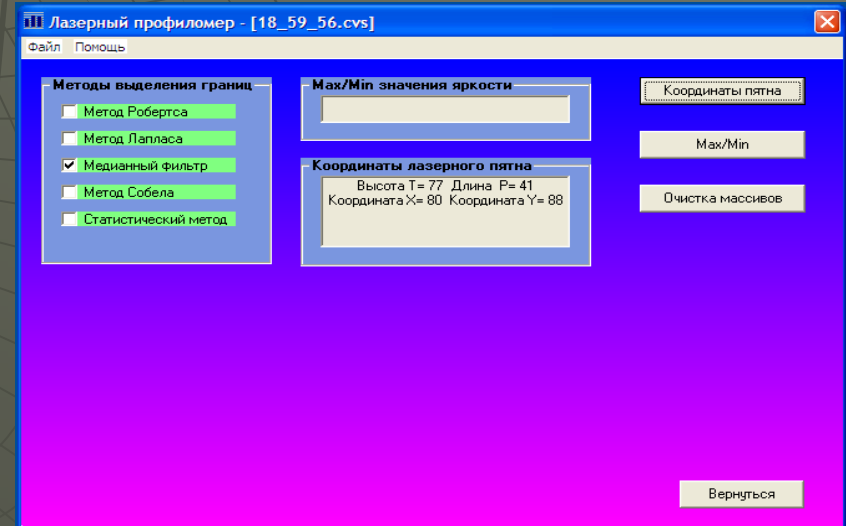 Лазерный профиломер - [18_59_56.cvs]
Файл Помощь
Методы выделения границ
Метод Робертса
Метод Лапласа
Медианный фильтр
Метод Собела
Статистический метод
Max/Min значения яркости
Координаты лазерного пятна
Высота T= 77 Длина P= 41
Координата X= 80 Координата Y= 88
Координаты пятна
Max/Min
Очистка массивов
Вернуться